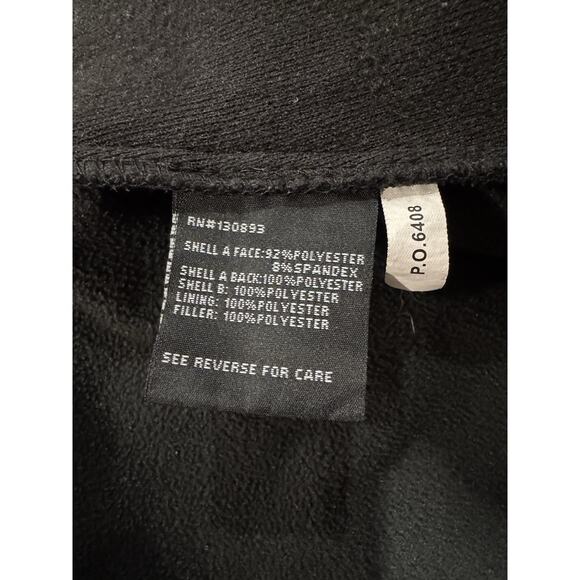 RN#130893
SHELL A FACE:92%POLYESTER
8%SPANDEX
SHELL A BACK:100%POLYESTER
SHELL B: 100%POLYESTER
LINING: 100%POLYESTER
FILLER: 100%POLYESTER
SEE REVERSE FOR CARE
P.O.6408